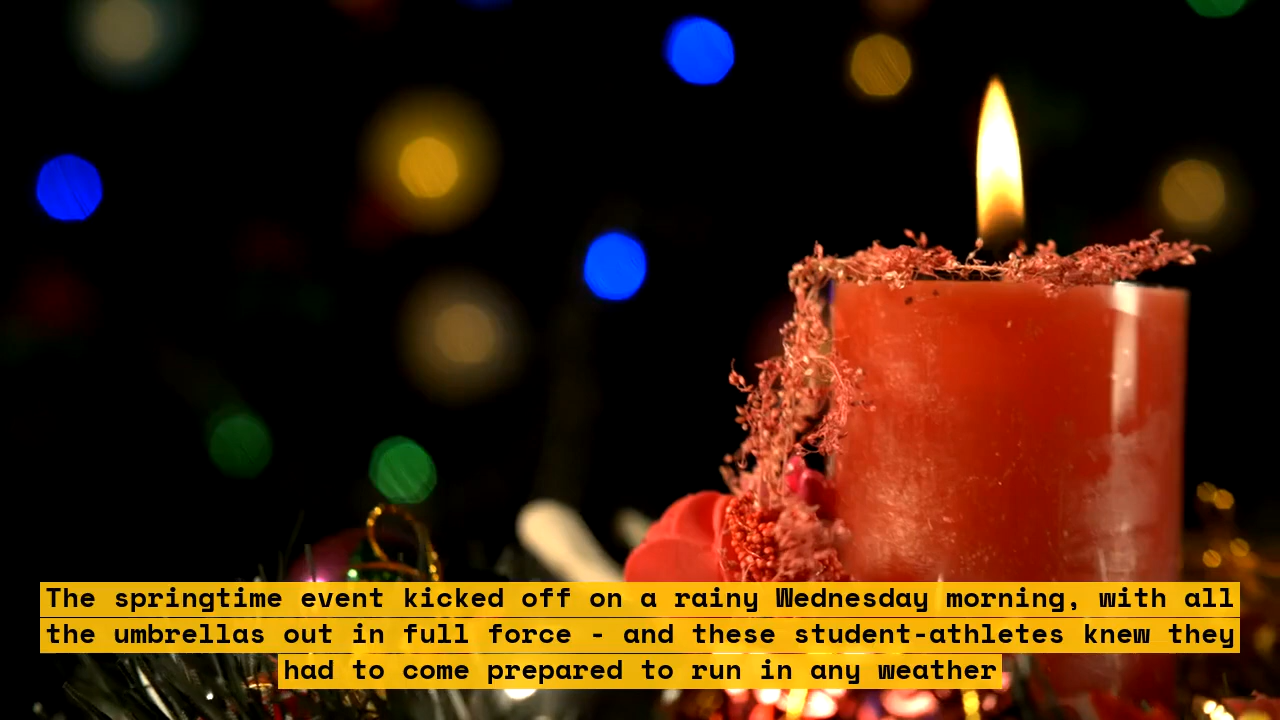 The springtime event kicked off on a rainy Wednesday morning, with all
the umbrellas out in full force - and these student-athletes knew they
had to come prepared to run in any weather